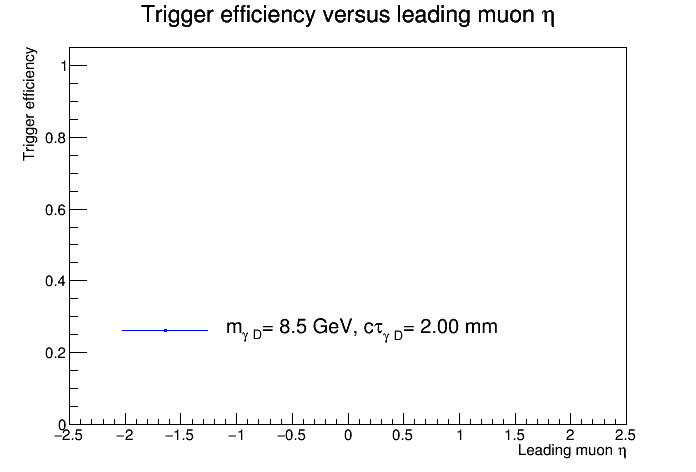 Trigger efficiency versus leading muon η
Trigger efficiency
1
0.8
0.6
0.4
0.2
0
m_γ D= 8.5 GeV, cτ_γ D= 2.00 mm
−2.5 −2 −1.5 −1 −0.5 0 0.5 1 1.5 2 2.5
Leading muon η